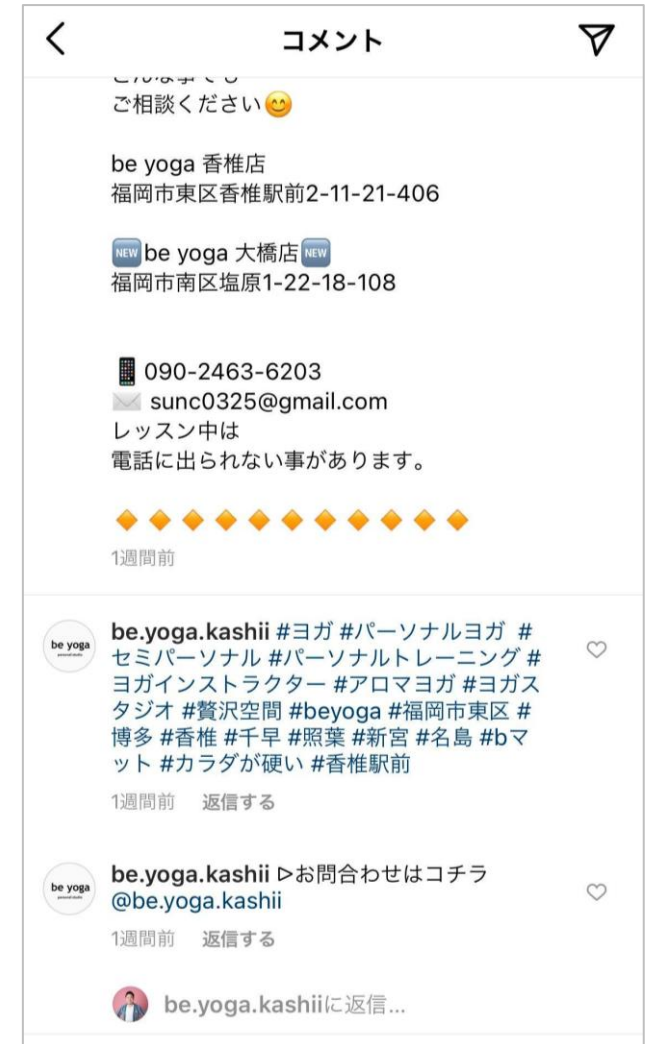 コメント
こんな事でも
ご相談ください😊
be yoga 香椎店
福岡市東区香椎駅前2-11-21-406
🆕be yoga 大橋店🆕
福岡市南区塩原1-22-18-108
📱 090-2463-6203
✉️ sunc0325@gmail.com
レッスン中は
電話に出られない事があります。
🔶🔶🔶🔶🔶🔶🔶🔶🔶🔶🔶
1週間前
be yoga
be.yoga.kashii #ヨガ #パーソナルヨガ #
セミパーソナル #パーソナルトレーニング #
ヨガインストラクター #アロマヨガ #ヨガス
タジオ #贅沢空間 #beyoga #福岡市東区 #
博多 #香椎 #千早 #照葉 #新宮 #名島 #bマ
ット #カラダが硬い #香椎駅前
1週間前 返信する
be yoga
be.yoga.kashii ᐅお問合わせはコチラ
@be.yoga.kashii
1週間前 返信する
be.yoga.kashiiに返信...